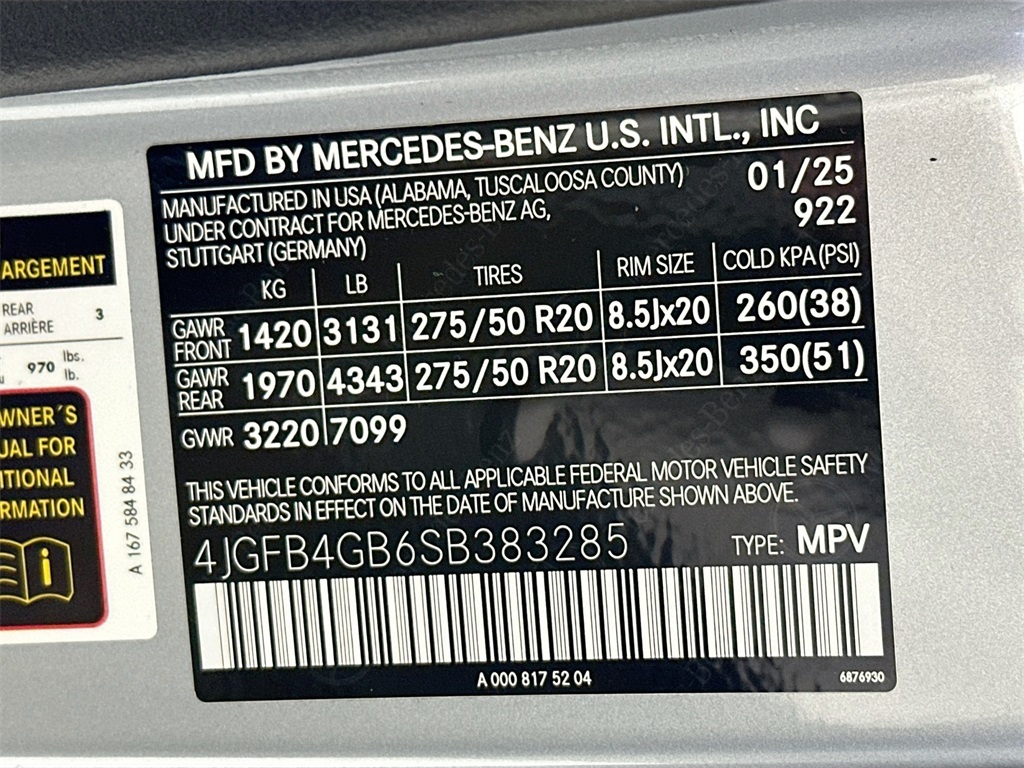 MFD BY MERCEDES-BENZ U.S. INTL., INC
MANUFACTURED IN USA (ALABAMA, TUSCALOOSA COUNTY)
UNDER CONTRACT FOR MERCEDES-BENZ AG,
STUTTGART (GERMANY)
01/25
922
KG LB TIRES RIM SIZE COLD KPA(PSI)
GAWR FRONT 1420 3131 275/50 R20 8.5Jx20 260(38)
GAWR REAR 1970 4343 275/50 R20 8.5Jx20 350(51)
GVWR 3220 7099
THIS VEHICLE CONFORMS TO ALL APPLICABLE FEDERAL MOTOR VEHICLE SAFETY
STANDARDS IN EFFECT ON THE DATE OF MANUFACTURE SHOWN ABOVE.
4JGFB4GB6SB383285 TYPE: MPV
A 000 817 52 04 6876930
ARGEMENT
REAR
ARRIÈRE 3
970 lbs.
lb.
WNER´S
UAL FOR
ITIONAL
RMATION
A 167 584 84 33